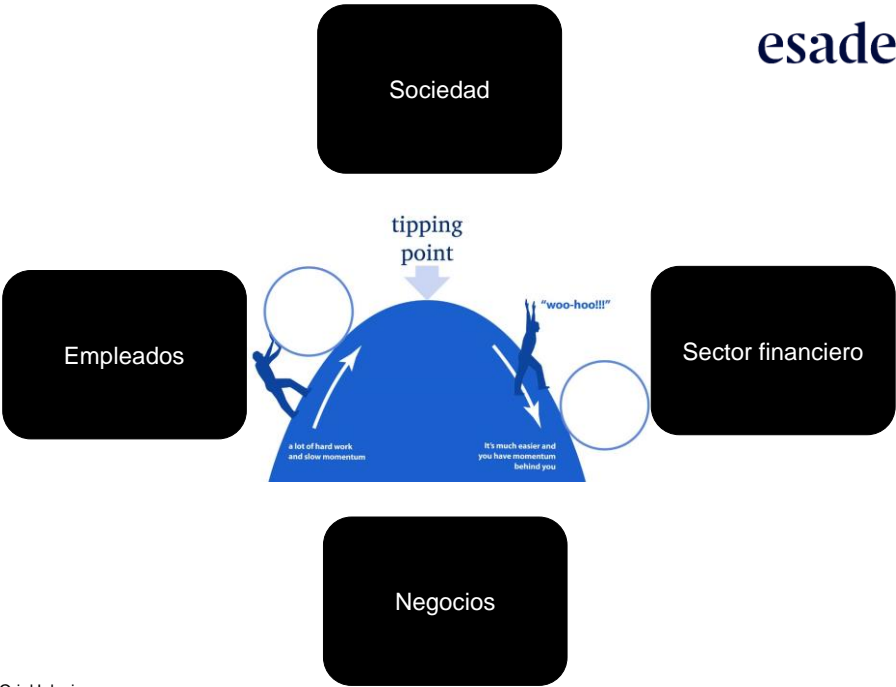 Sociedad
esade
tipping
point
"woo-hoo!!!"
Empleados
Sector financiero
a lot of hard work
and slow momentum
It's much easier and
you have momentum
behind you
Negocios